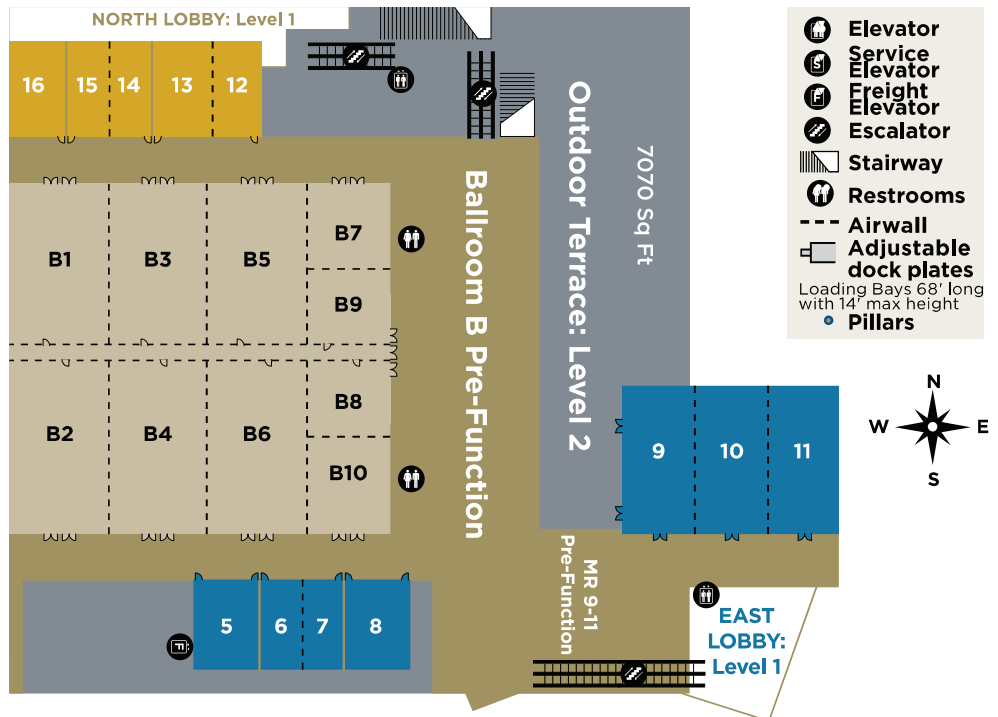 NORTH LOBBY: Level 1
16
15
14
13
12
B1
B3
B5
B7
B9
B2
B4
B6
B8
B10
5
6
7
8
F
Ballroom B Pre-Function
Outdoor Terrace: Level 2
7070 Sq Ft
9
10
11
MR 9-11
Pre-Function
EAST
LOBBY:
Level 1
Elevator
S
Service
Elevator
F
Freight
Elevator
Escalator
Stairway
Restrooms
Airwall
Adjustable
dock plates
Loading Bays 68' long
with 14' max height
Pillars
N
W
E
S